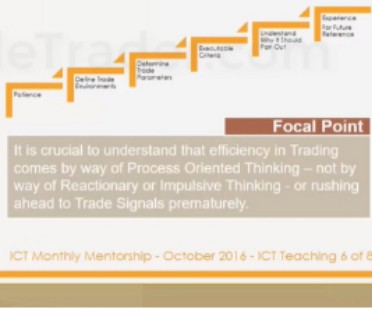 Experience
For Future
Reference
Understand
Why It Should
Pan Out
Executable
Criteria
Determine
Trade
Parameters
Define Trade
Environments
Patience
Focal Point
It is crucial to understand that efficiency in Trading
comes by way of Process Oriented Thinking – not by
way of Reactionary or Impulsive Thinking - or rushing
ahead to Trade Signals prematurely.
ICT Monthly Mentorship - October 2016 - ICT Teaching 6 of 8